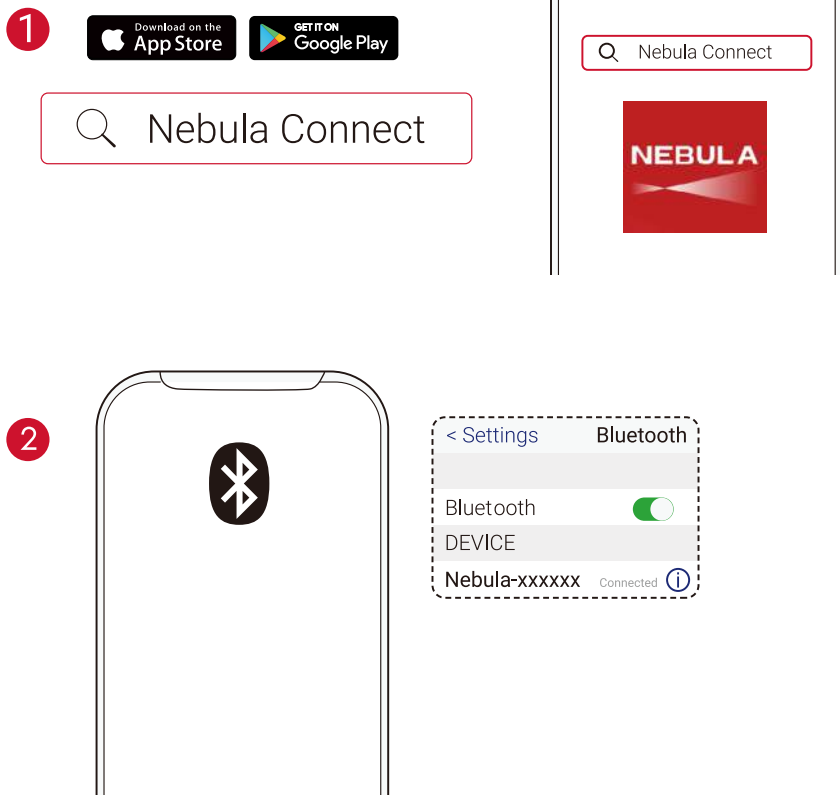 1
Download on the
App Store
GET IT ON
Google Play
Nebula Connect
Nebula Connect
NEBULA
2
< Settings Bluetooth
Bluetooth
DEVICE
Nebula-xxxxxx Connected i